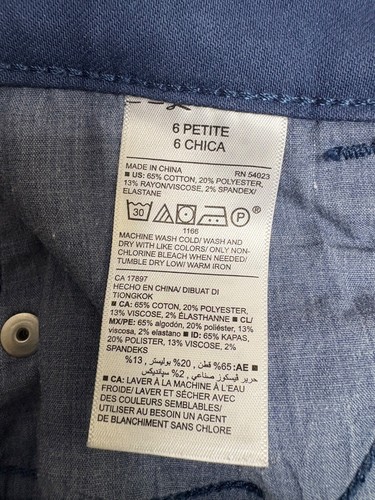 6 PETITE
6 CHICA
MADE IN CHINA RN 54023
■ US: 65% COTTON, 20% POLYESTER,
13% RAYON/VISCOSE, 2% SPANDEX/
ELASTANE
30 P ®
1166
MACHINE WASH COLD/ WASH AND
DRY WITH LIKE COLORS/ ONLY NON-
CHLORINE BLEACH WHEN NEEDED/
TUMBLE DRY LOW/ WARM IRON
CA 17897
HECHO EN CHINA/ DIBUAT DI
TIONGKOK
■ CA: 65% COTON, 20% POLYESTER,
13% VISCOSE, 2% ÉLASTHANNE ■ CL/
MX/PE: 65% algodón, 20% poliéster, 13%
viscosa, 2% elastano ■ ID: 65% KAPAS,
20% POLISTER, 13% VISCOSE, 2%
SPANDEKS
■ AE: 65% قطن , 20% بوليستر , 13%
حرير ڤيسكوز صناعي , 2% سپانديكس
■ CA: LAVER À LA MACHINE À L'EAU
FROIDE/ LAVER ET SÉCHER AVEC
DES COULEURS SEMBLABLES/
UTILISER AU BESOIN UN AGENT
DE BLANCHIMENT SANS CHLORE